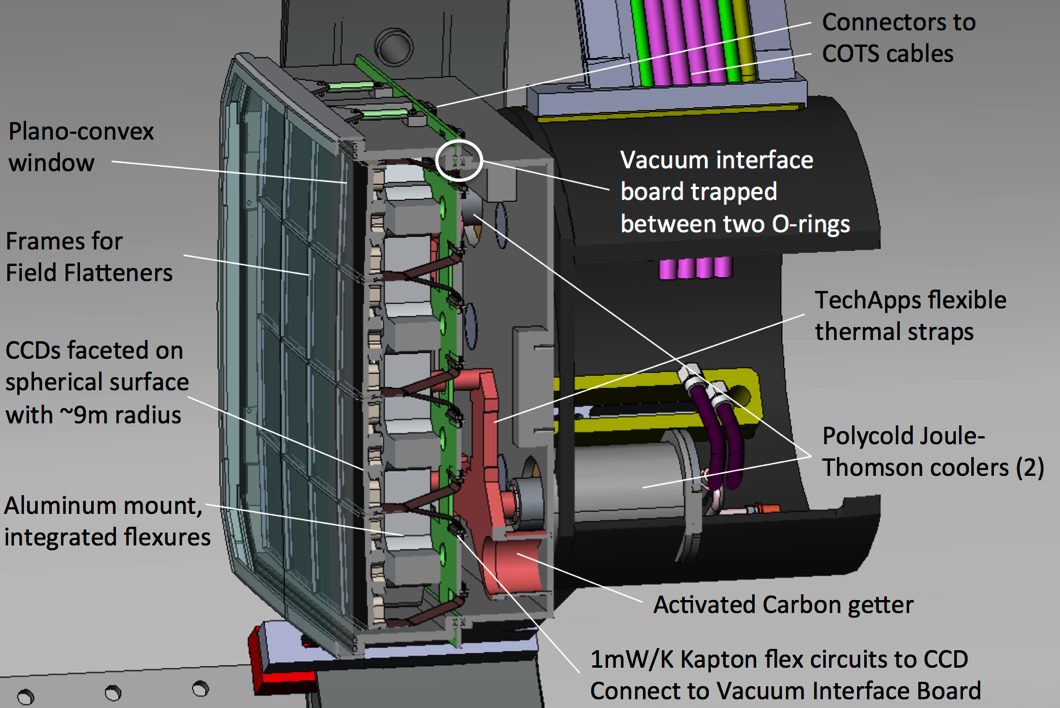 Connectors to
COTS cables
Plano-convex
window
Vacuum interface
board trapped
between two O-rings
Frames for
Field Flatteners
TechApps flexible
thermal straps
CCDs faceted on
spherical surface
with ~9m radius
Polycold Joule-
Thomson coolers (2)
Aluminum mount,
integrated flexures
Activated Carbon getter
1mW/K Kapton flex circuits to CCD
Connect to Vacuum Interface Board